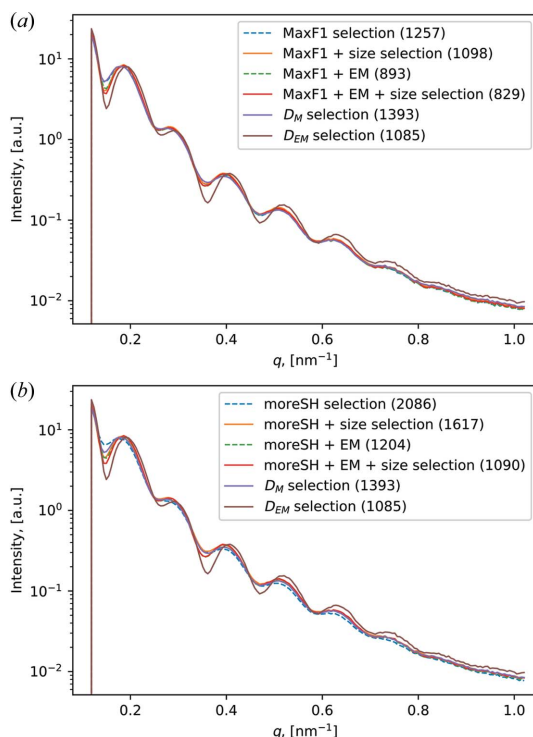 (a)
MaxF1 selection (1257)
MaxF1 + size selection (1098)
MaxF1 + EM (893)
MaxF1 + EM + size selection (829)
D_M selection (1393)
D_EM selection (1085)
Intensity, [a.u.]
10^1
10^0
10^−1
10^−2
0.2 0.4 0.6 0.8 1.0
q, [nm^−1]
(b)
moreSH selection (2086)
moreSH + size selection (1617)
moreSH + EM (1204)
moreSH + EM + size selection (1090)
D_M selection (1393)
D_EM selection (1085)
Intensity, [a.u.]
10^1
10^0
10^−1
10^−2
0.2 0.4 0.6 0.8 1.0
q, [nm^−1]